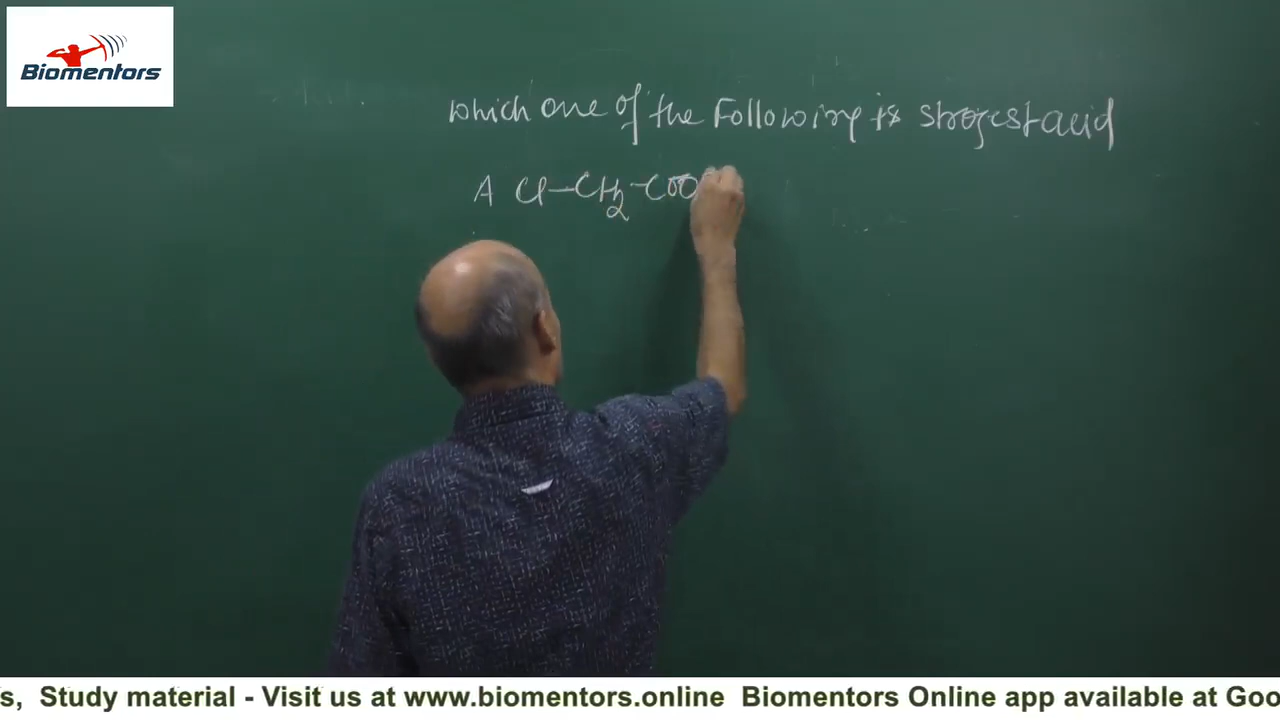 Biomentors
which one of the Following is strogest acid
A Cl-CH2-COO
s, Study material - Visit us at www.biomentors.online Biomentors Online app available at Goo